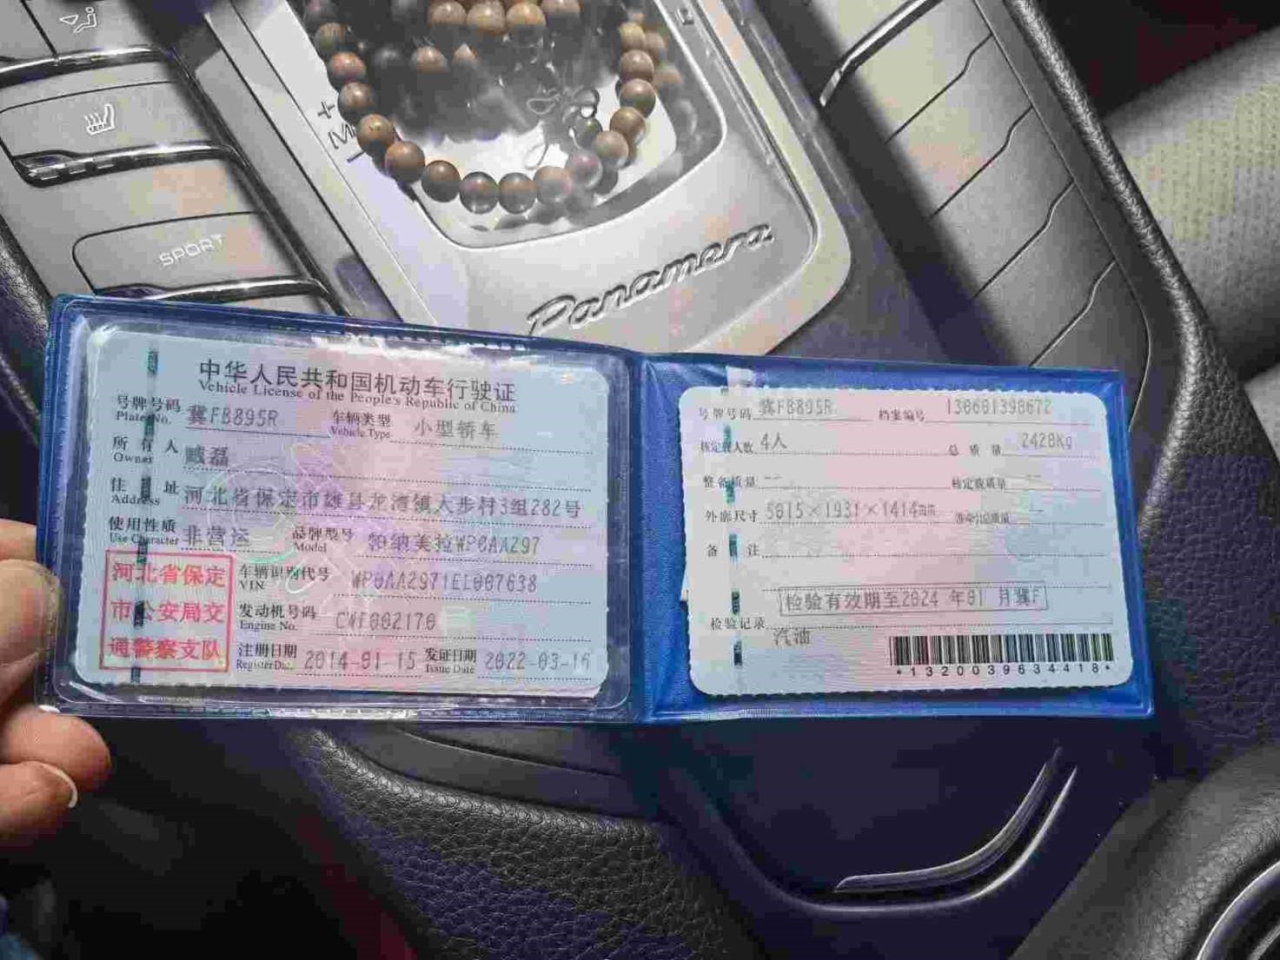 SPORT
+
M
Panamera
中华人民共和国机动车行驶证
Vehicle License of the People's Republic of China
号牌号码 冀FB895R 车辆类型 小型轿车
Plate No. Vehicle Type
所有人 臧磊
Owner
住址 河北省保定市雄县龙湾镇大步村3组282号
Address
使用性质 非营运 品牌型号 帕纳美拉WP0AA297
Use Character Model
河北省保定
市公安局交
通警察支队
车辆识别代号 WP0AA2971EL007638
VIN
发动机号码 CWF002170
Engine No.
注册日期 2014-01-15 发证日期 2022-03-16
Register Date Issue Date
号牌号码 冀FB895R 档案编号 130601398672
核定载人数 4人 总质量 2420Kg
整备质量 -- 核定载质量 --
外廓尺寸 5015×1931×1414mm
备注
检验有效期至2024年01月冀F
检验记录
汽油
*1320039634418*